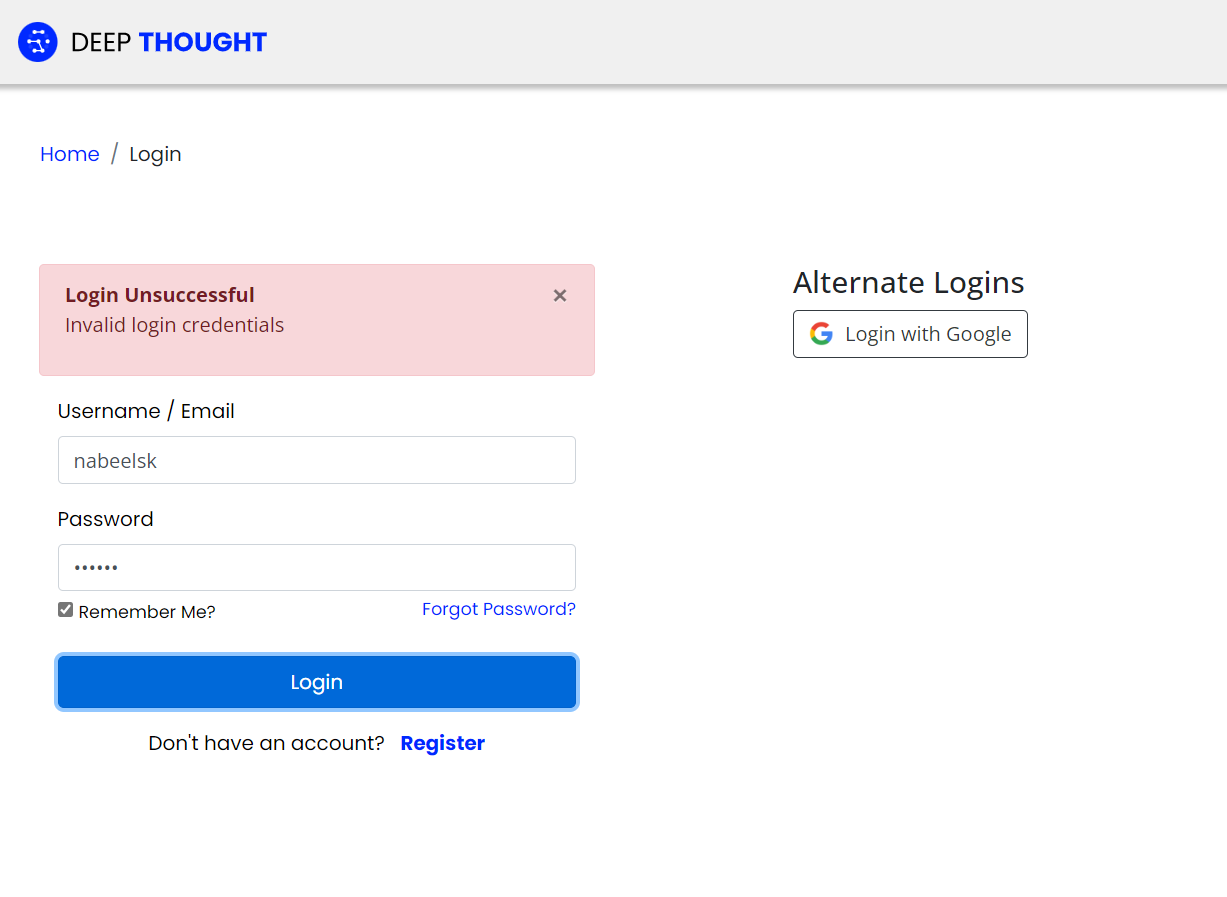 DEEP THOUGHT
Home / Login
Login Unsuccessful ×
Invalid login credentials
Username / Email
nabeelsk
Password
••••••
Remember Me?
Forgot Password?
Login
Don't have an account? Register
Alternate Logins
Login with Google